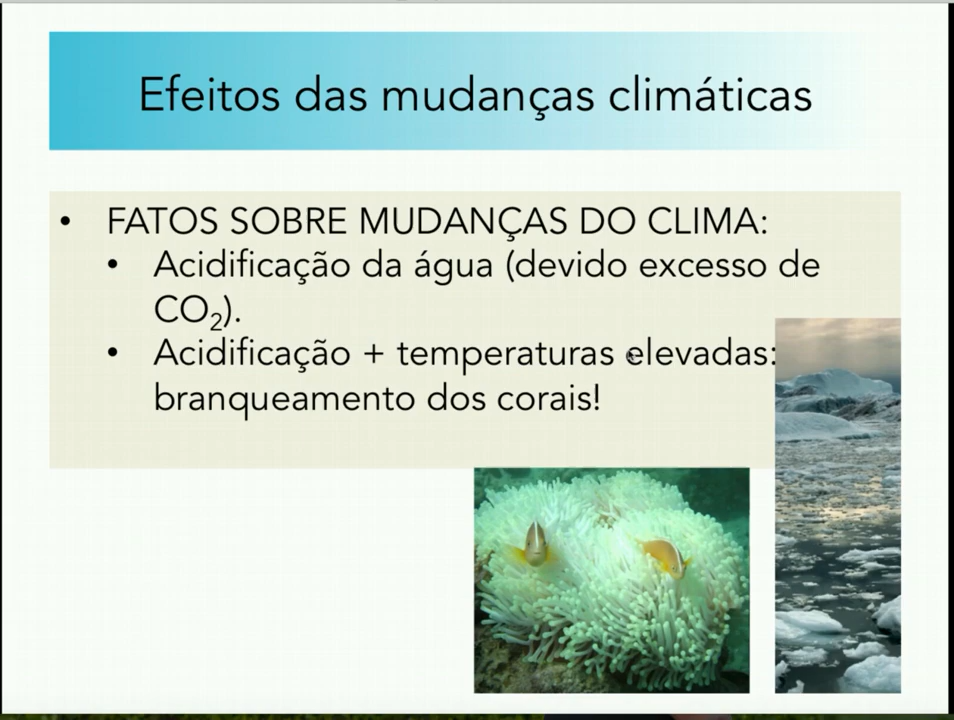 Efeitos das mudanças climáticas
• FATOS SOBRE MUDANÇAS DO CLIMA:
• Acidificação da água (devido excesso de
CO₂).
• Acidificação + temperaturas elevadas:
branqueamento dos corais!